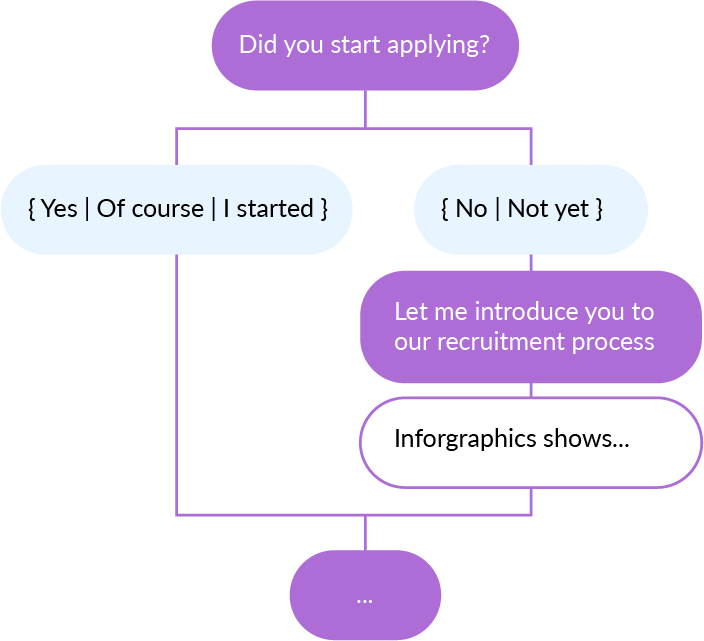 Did you start applying?
{ Yes | Of course | I started }
{ No | Not yet }
Let me introduce you to
our recruitment process
Inforgraphics shows...
...